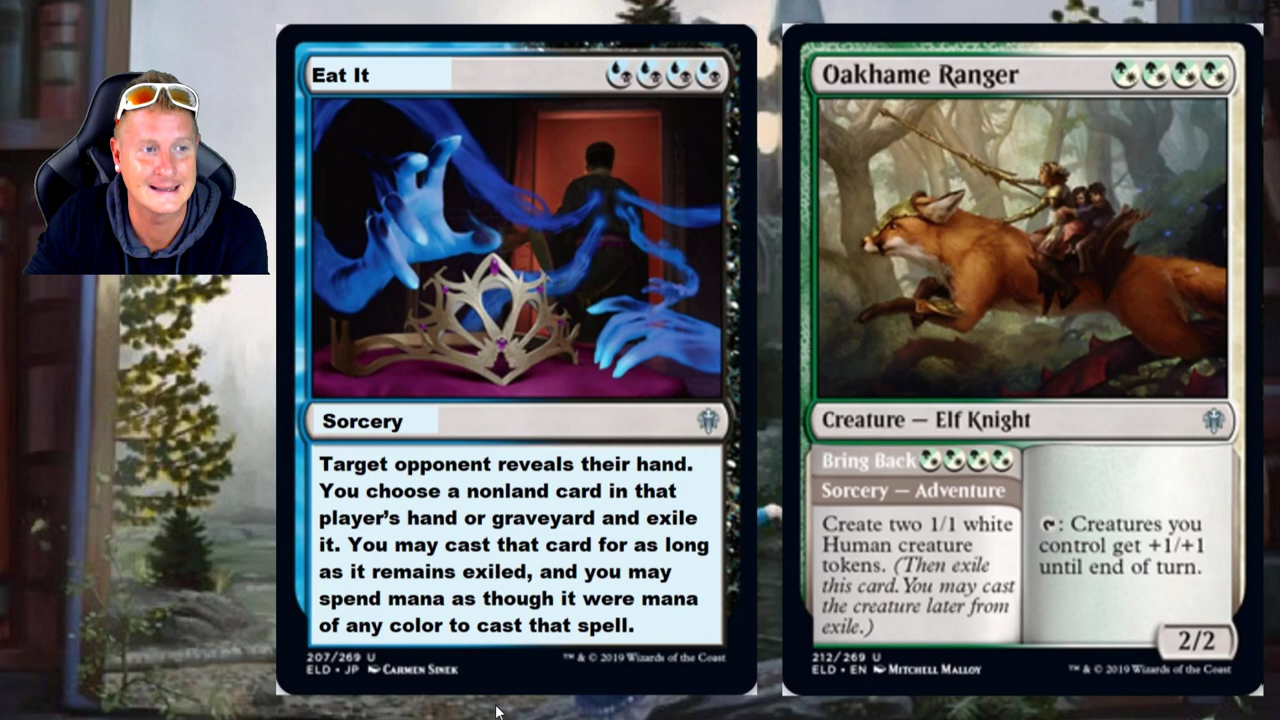 Eat It
Sorcery
Target opponent reveals their hand.
You choose a nonland card in that
player’s hand or graveyard and exile
it. You may cast that card for as long
as it remains exiled, and you may
spend mana as though it were mana
of any color to cast that spell.
207/269 U
ELD • JP CARMEN SINEK
™ & © 2019 Wizards of the Coast
Oakhame Ranger
Creature — Elf Knight
Bring Back
Sorcery — Adventure
Create two 1/1 white
Human creature
tokens. (Then exile
this card. You may cast
the creature later from
exile.)
: Creatures you
control get +1/+1
until end of turn.
2/2
212/269 U
ELD • EN MITCHELL MALLOY
™ & © 2019 Wizards of the Coast